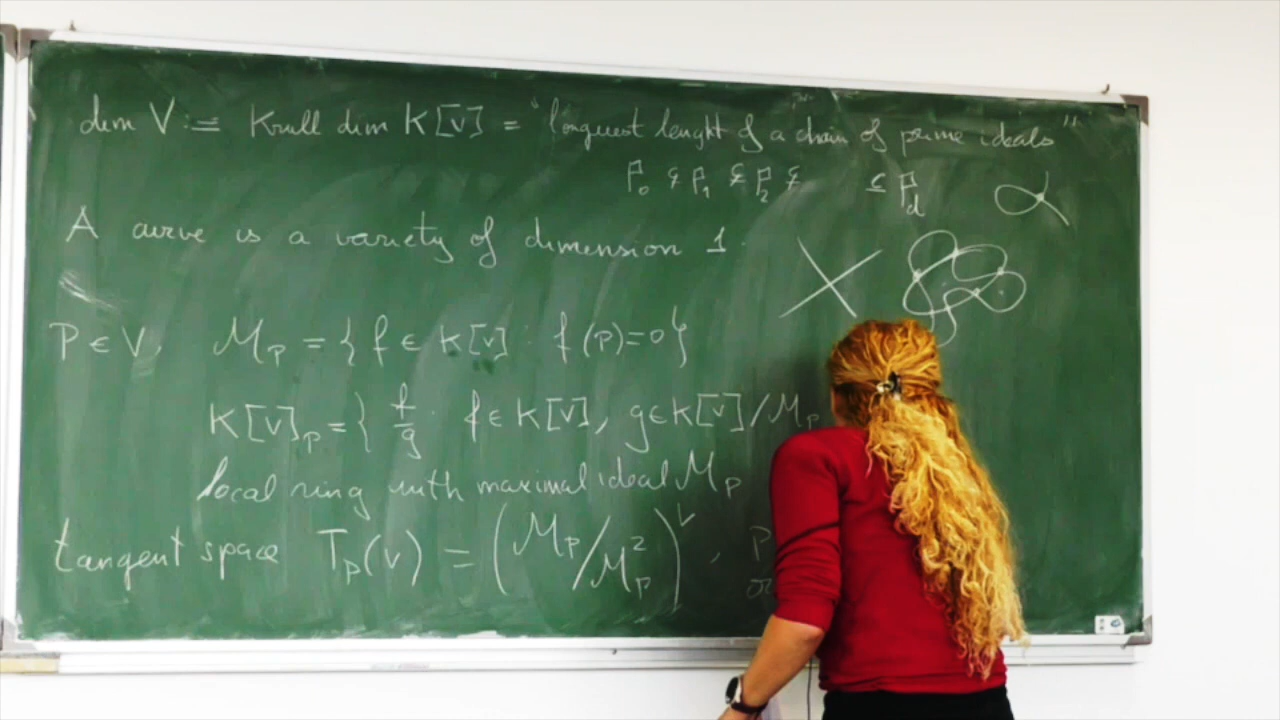 dim V := Krull dim K[V] = "longuest lenght of a chain of prime ideals"
P₀ ⊊ P₁ ⊊ P₂ ⊊ ⊆ P_d
A curve is a variety of dimension 1.
P ∈ V, M_P = { f ∈ K[V] : f(P)=0 }
K[V]_P = { f/g : f ∈ K[V], g ∈ K[V] / M_P
local ring with maximal ideal M_P
tangent space T_P(V) = (M_P/M_P²)^∨, P